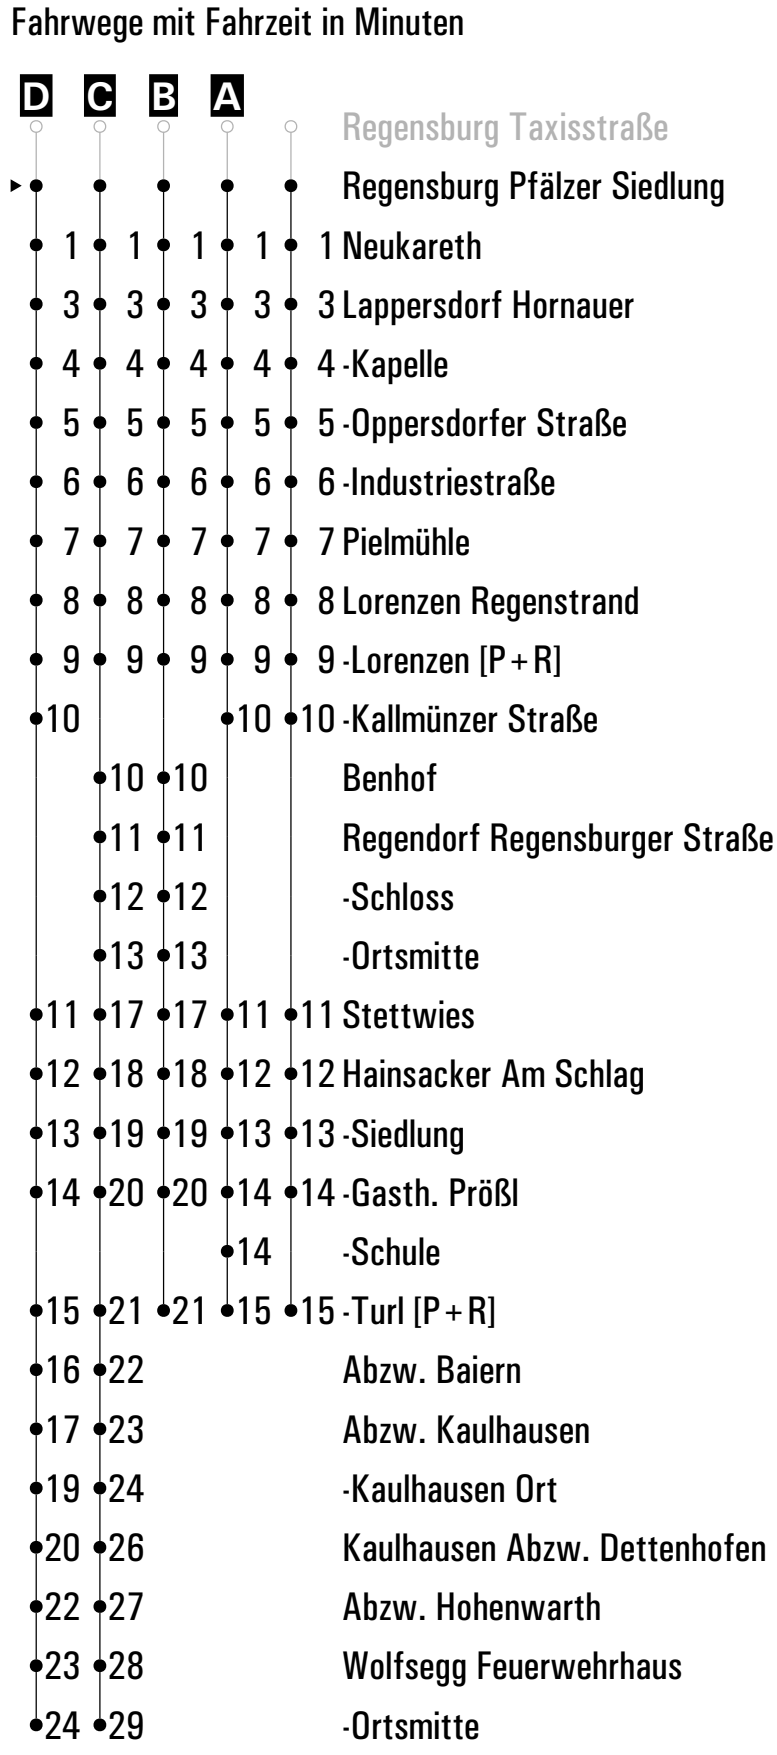 Fahrwege mit Fahrzeit in Minuten
D C B A
Regensburg Taxisstraße
Regensburg Pfälzer Siedlung
1 1 1 1 1 Neukareth
3 3 3 3 3 Lappersdorf Hornauer
4 4 4 4 4 -Kapelle
5 5 5 5 5 -Oppersdorfer Straße
6 6 6 6 6 -Industriestraße
7 7 7 7 7 Pielmühle
8 8 8 8 8 Lorenzen Regenstrand
9 9 9 9 9 -Lorenzen [P+R]
10 10 10 -Kallmünzer Straße
10 10 Benhof
11 11 Regendorf Regensburger Straße
12 12 -Schloss
13 13 -Ortsmitte
11 17 17 11 11 Stettwies
12 18 18 12 12 Hainsacker Am Schlag
13 19 19 13 13 -Siedlung
14 20 20 14 14 -Gasth. Prößl
14 -Schule
15 21 21 15 15 -Turl [P+R]
16 22 Abzw. Baiern
17 23 Abzw. Kaulhausen
19 24 -Kaulhausen Ort
20 26 Kaulhausen Abzw. Dettenhofen
22 27 Abzw. Hohenwarth
23 28 Wolfsegg Feuerwehrhaus
24 29 -Ortsmitte